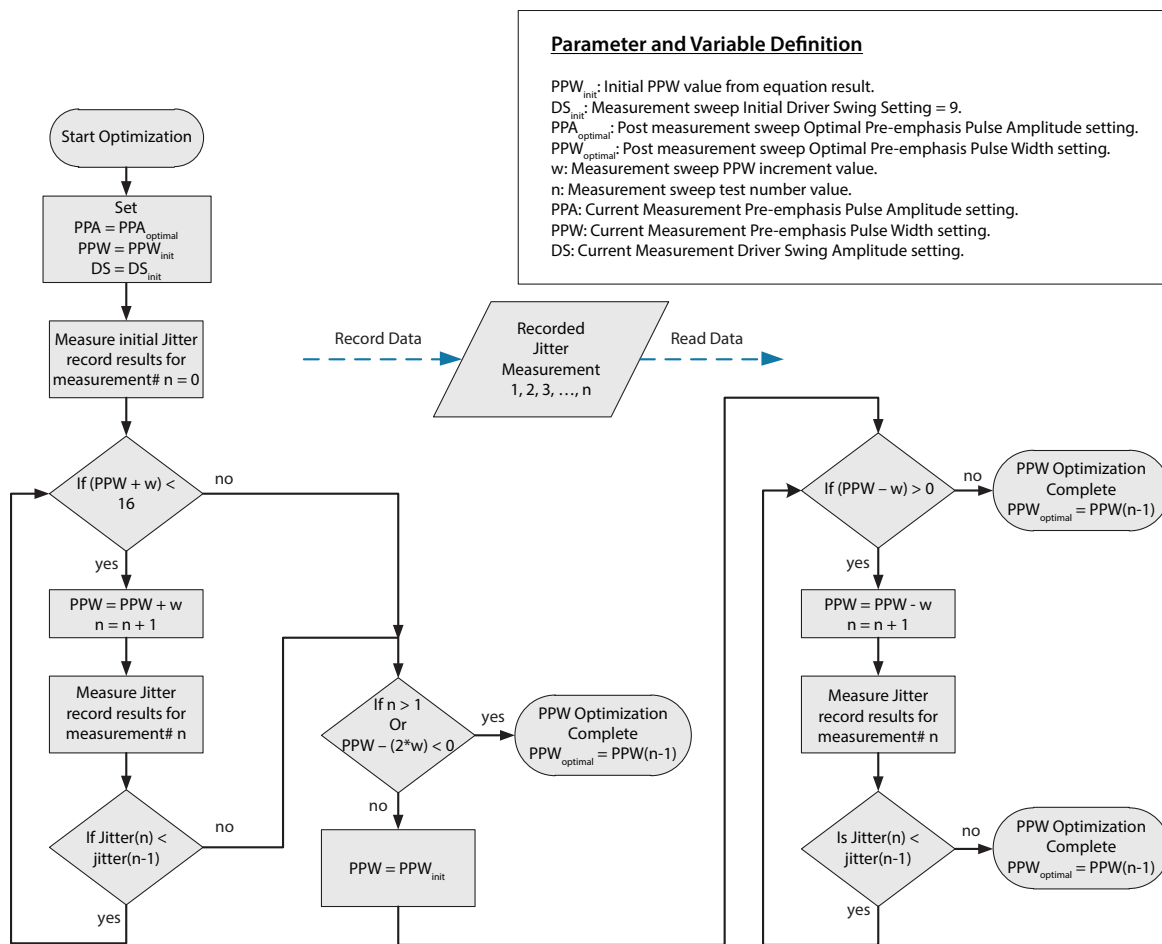 Parameter and Variable Definition
PPWinit: Initial PPW value from equation result.
DSinit: Measurement sweep Initial Driver Swing Setting = 9.
PPAoptimal: Post measurement sweep Optimal Pre-emphasis Pulse Amplitude setting.
PPWoptimal: Post measurement sweep Optimal Pre-emphasis Pulse Width setting.
w: Measurement sweep PPW increment value.
n: Measurement sweep test number value.
PPA: Current Measurement Pre-emphasis Pulse Amplitude setting.
PPW: Current Measurement Pre-emphasis Pulse Width setting.
DS: Current Measurement Driver Swing Amplitude setting.
Start Optimization
Set
PPA = PPAoptimal
PPW = PPWinit
DS = DSinit
Measure initial Jitter
record results for
measurement# n = 0
Record Data
Recorded
Jitter
Measurement
1, 2, 3, …, n
Read Data
If (PPW + w) <
16
no
yes
PPW = PPW + w
n = n + 1
Measure Jitter
record results for
measurement# n
If Jitter(n) <
jitter(n-1)
no
yes
If n > 1
Or
PPW – (2*w) < 0
yes
PPW Optimization
Complete
PPWoptimal = PPW(n-1)
no
PPW = PPWinit
If (PPW – w) > 0
no
PPW Optimization
Complete
PPWoptimal = PPW(n-1)
yes
PPW = PPW - w
n = n + 1
Measure Jitter
record results for
measurement# n
Is Jitter(n) <
jitter(n-1)
no
PPW Optimization
Complete
PPWoptimal = PPW(n-1)
yes